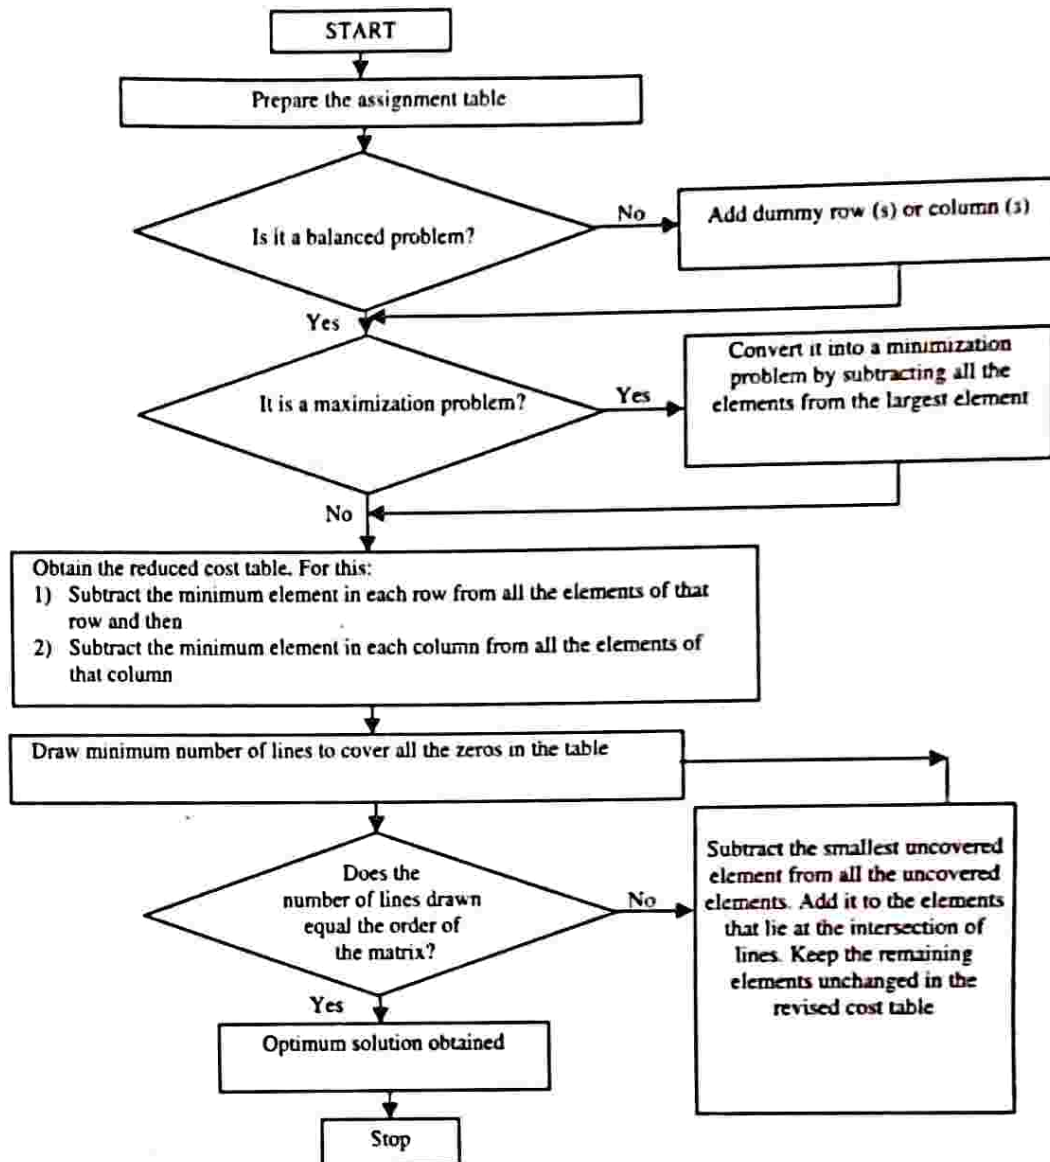 START
Prepare the assignment table
Is it a balanced problem?
No
Add dummy row (s) or column (s)
Yes
It is a maximization problem?
Yes
Convert it into a minimization
problem by subtracting all the
elements from the largest element
No
Obtain the reduced cost table. For this:
1) Subtract the minimum element in each row from all the elements of that
row and then
2) Subtract the minimum element in each column from all the elements of
that column
Draw minimum number of lines to cover all the zeros in the table
Does the
number of lines drawn
equal the order of
the matrix?
No
Subtract the smallest uncovered
element from all the uncovered
elements. Add it to the elements
that lie at the intersection of
lines. Keep the remaining
elements unchanged in the
revised cost table
Yes
Optimum solution obtained
Stop